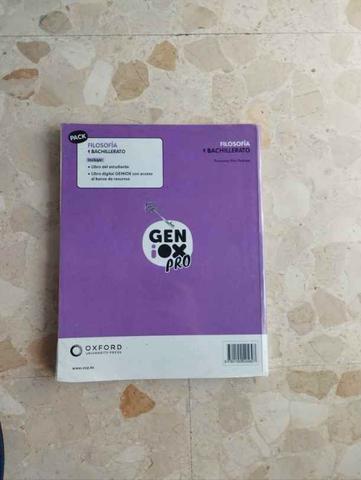 PACK
FILOSOFÍA
1 BACHILLERATO
Incluye:
• Libro del estudiante
• Libro digital GENiOX con acceso
al banco de recursos
FILOSOFÍA
1 BACHILLERATO
GEN
iOX
PRO
OXFORD
UNIVERSITY PRESS
www.oup.es